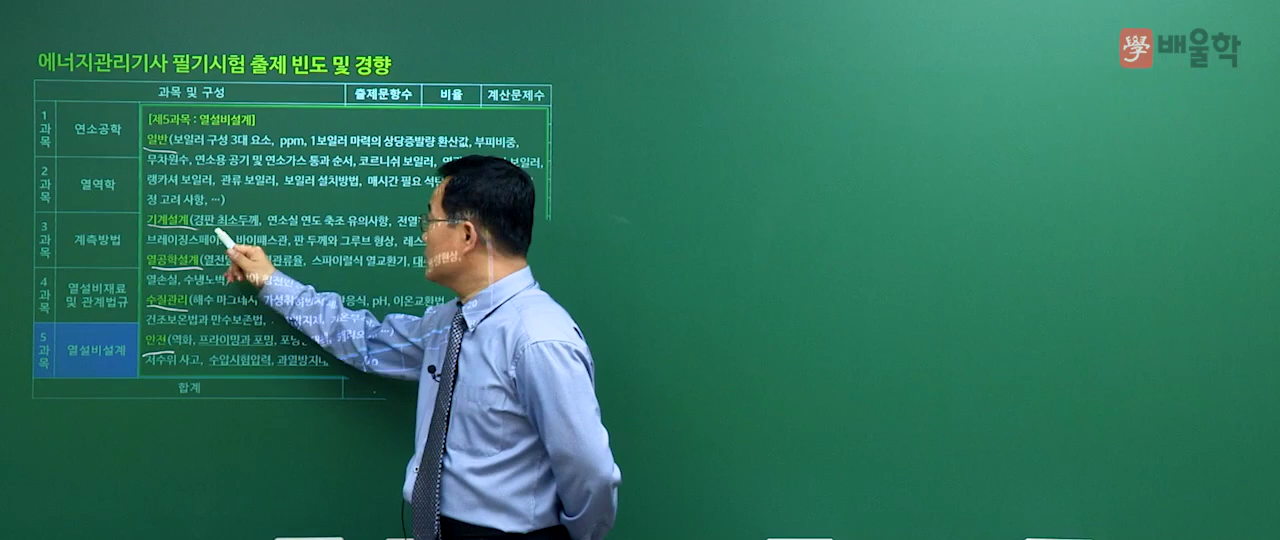 學 배울학
에너지관리기사 필기시험 출제 빈도 및 경향
과목 및 구성 출제문항수 비율 계산문제수
1과목 연소공학
2과목 열역학
3과목 계측방법
4과목 열설비재료 및 관계법규
5과목 열설비설계
합계
[제5과목 : 열설비설계]
일반(보일러 구성 3대 요소, ppm, 1보일러 마력의 상당증발량 환산값, 부피비중,
무차원수, 연소용 공기 및 연소가스 통과 순서, 코르니쉬 보일러, 보일러,
랭카셔 보일러, 관류 보일러, 보일러 설치방법, 매시간 필요
정 고려 사항, …)
기계설계(경판 최소두께, 연소실 연도 축조 유의사항,
바이패스관, 판 두께와 그루브 형상,
열공학설계 스파이럴식 열교환기,
열손실, 수냉노벽
수질관리(해수 마그네시 pH, 이온교환법
건조보온법과 만수보존법,
안전(역화, 프라이밍과 포밍,
저수위 사고, 수압시험압력,